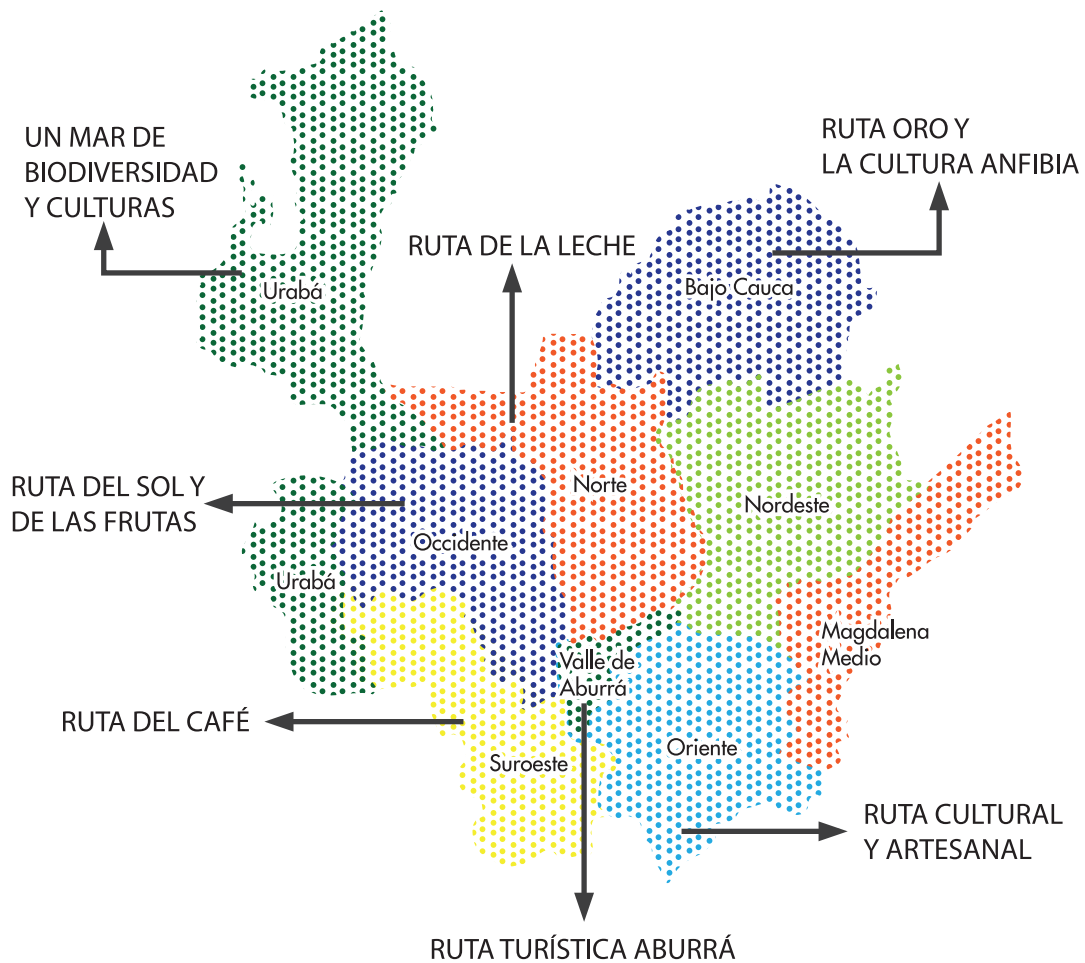 UN MAR DE
BIODIVERSIDAD
Y CULTURAS
RUTA ORO Y
LA CULTURA ANFIBIA
RUTA DE LA LECHE
Urabá
Bajo Cauca
RUTA DEL SOL Y
DE LAS FRUTAS
Norte
Nordeste
Occidente
Urabá
Magdalena
Medio
Valle de
Aburrá
RUTA DEL CAFÉ
Suroeste
Oriente
RUTA CULTURAL
Y ARTESANAL
RUTA TURÍSTICA ABURRÁ